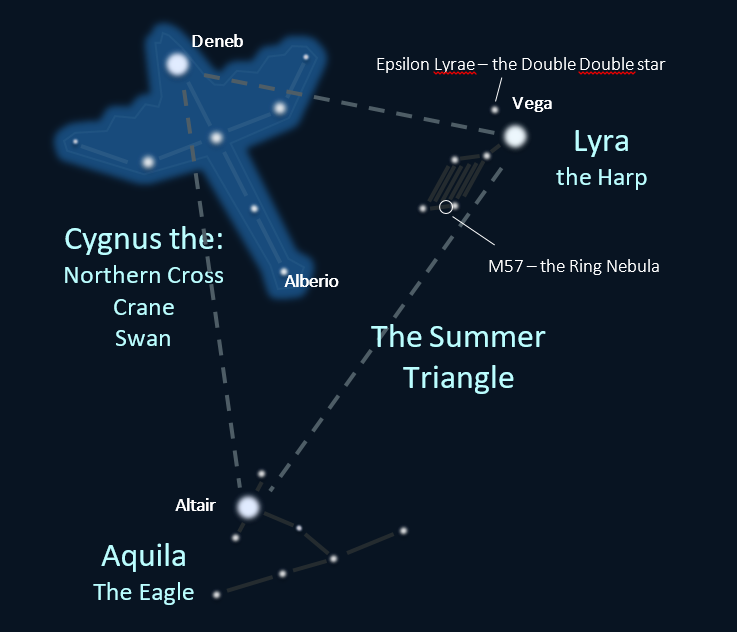 Deneb
Epsilon Lyrae – the Double Double star
Vega
Lyra
the Harp
Cygnus the:
Northern Cross
Crane
Swan
Alberio
M57 – the Ring Nebula
The Summer
Triangle
Altair
Aquila
The Eagle